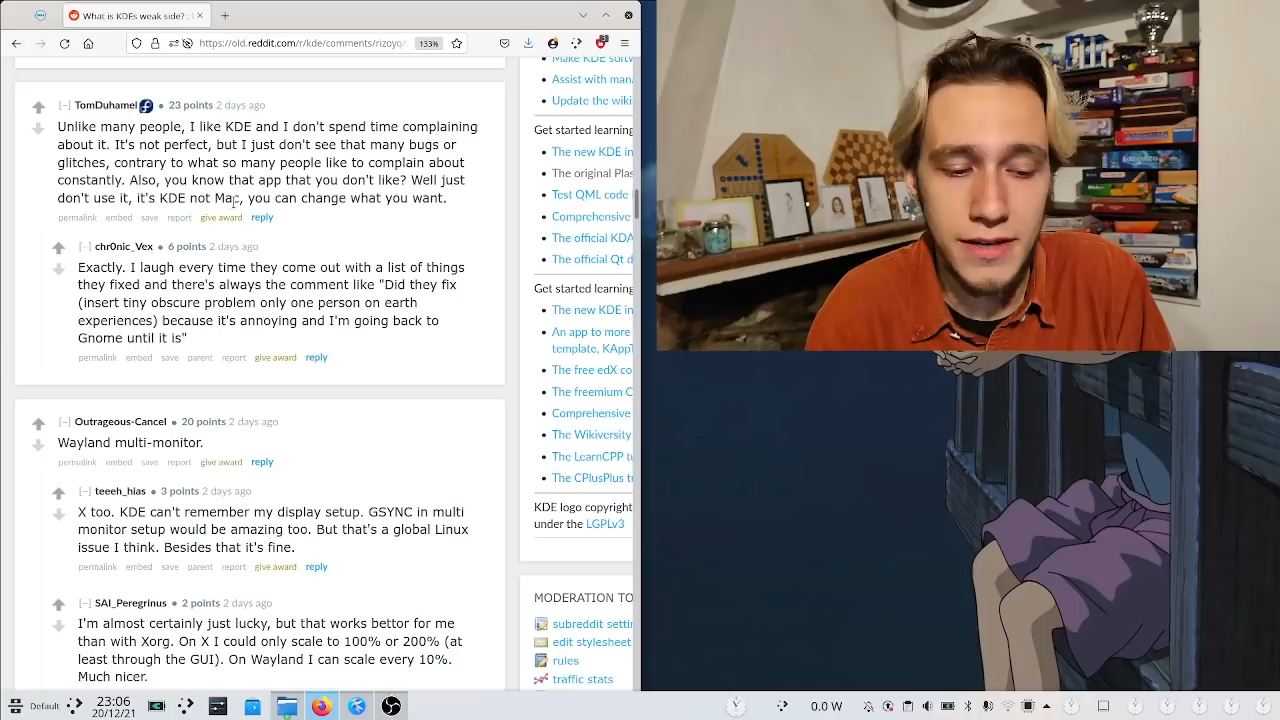 What is KDEs weak side? :
https://old.reddit.com/r/kde/comments/rizoyq/
133%
[–] TomDuhamel • 23 points 2 days ago
Unlike many people, I like KDE and I don't spend time complaining
about it. It's not perfect, but I just don't see that many bugs or
glitches, contrary to what so many people like to complain about
constantly. Also, you know that app that you don't like? Well just
don't use it, it's KDE not Mac, you can change what you want.
permalink embed save report give award reply
[–] chr0nic_Vex • 6 points 2 days ago
Exactly. I laugh every time they come out with a list of things
they fixed and there's always the comment like "Did they fix
(insert tiny obscure problem only one person on earth
experiences) because it's annoying and I'm going back to
Gnome until it is"
permalink embed save parent report give award reply
[–] Outrageous-Cancel • 20 points 2 days ago
Wayland multi-monitor.
permalink embed save report give award reply
[–] teeeh_hias • 3 points 2 days ago
X too. KDE can't remember my display setup. GSYNC in multi
monitor setup would be amazing too. But that's a global Linux
issue I think. Besides that it's fine.
permalink embed save parent report give award reply
[–] SAI_Peregrinus • 2 points 2 days ago
I'm almost certainly just lucky, but that works bettor for me
than with Xorg. On X I could only scale to 100% or 200% (at
least through the GUI). On Wayland I can scale every 10%.
Much nicer.
Make KDE softw
Assist with man
Update the wiki
Get started learning
The new KDE in
The original Plas
Test QML code
Comprehensive
The official KDA
The official Qt d
Get started learning
The new KDE in
An app to more
template, KAppT
The free edX co
The freemium C
Comprehensive
The Wikiversity
The LearnCPP tu
The CPlusPlus tu
KDE logo copyright
under the LGPLv3
MODERATION TO
subreddit settin
edit stylesheet
rules
traffic stats
Default
23:06
20/12/21
0.0 W